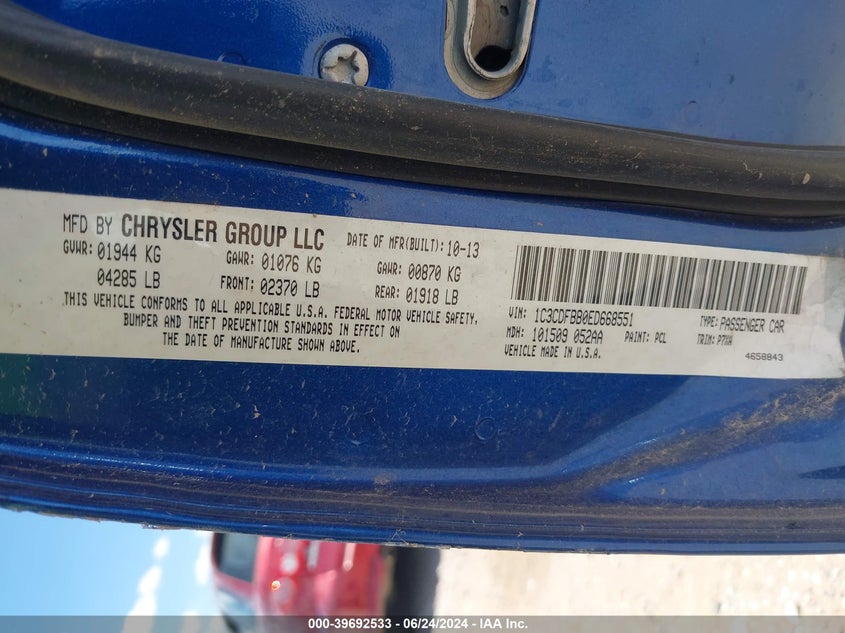 MFD BY CHRYSLER GROUP LLC
DATE OF MFR(BUILT): 10-13
GVWR: 01944 KG
GAWR: 01076 KG
GAWR: 00870 KG
04285 LB
FRONT: 02370 LB
REAR: 01918 LB
THIS VEHICLE CONFORMS TO ALL APPLICABLE U.S.A. FEDERAL MOTOR VEHICLE SAFETY,
BUMPER AND THEFT PREVENTION STANDARDS IN EFFECT ON
THE DATE OF MANUFACTURE SHOWN ABOVE.
VIN: 1C3CDFBB0ED668551
TYPE: PASSENGER CAR
MDH: 101509 052AA
PAINT: PCL
TRIM: P7XH
VEHICLE MADE IN U.S.A.
4658843
000-39692533 - 06/24/2024 - IAA Inc.